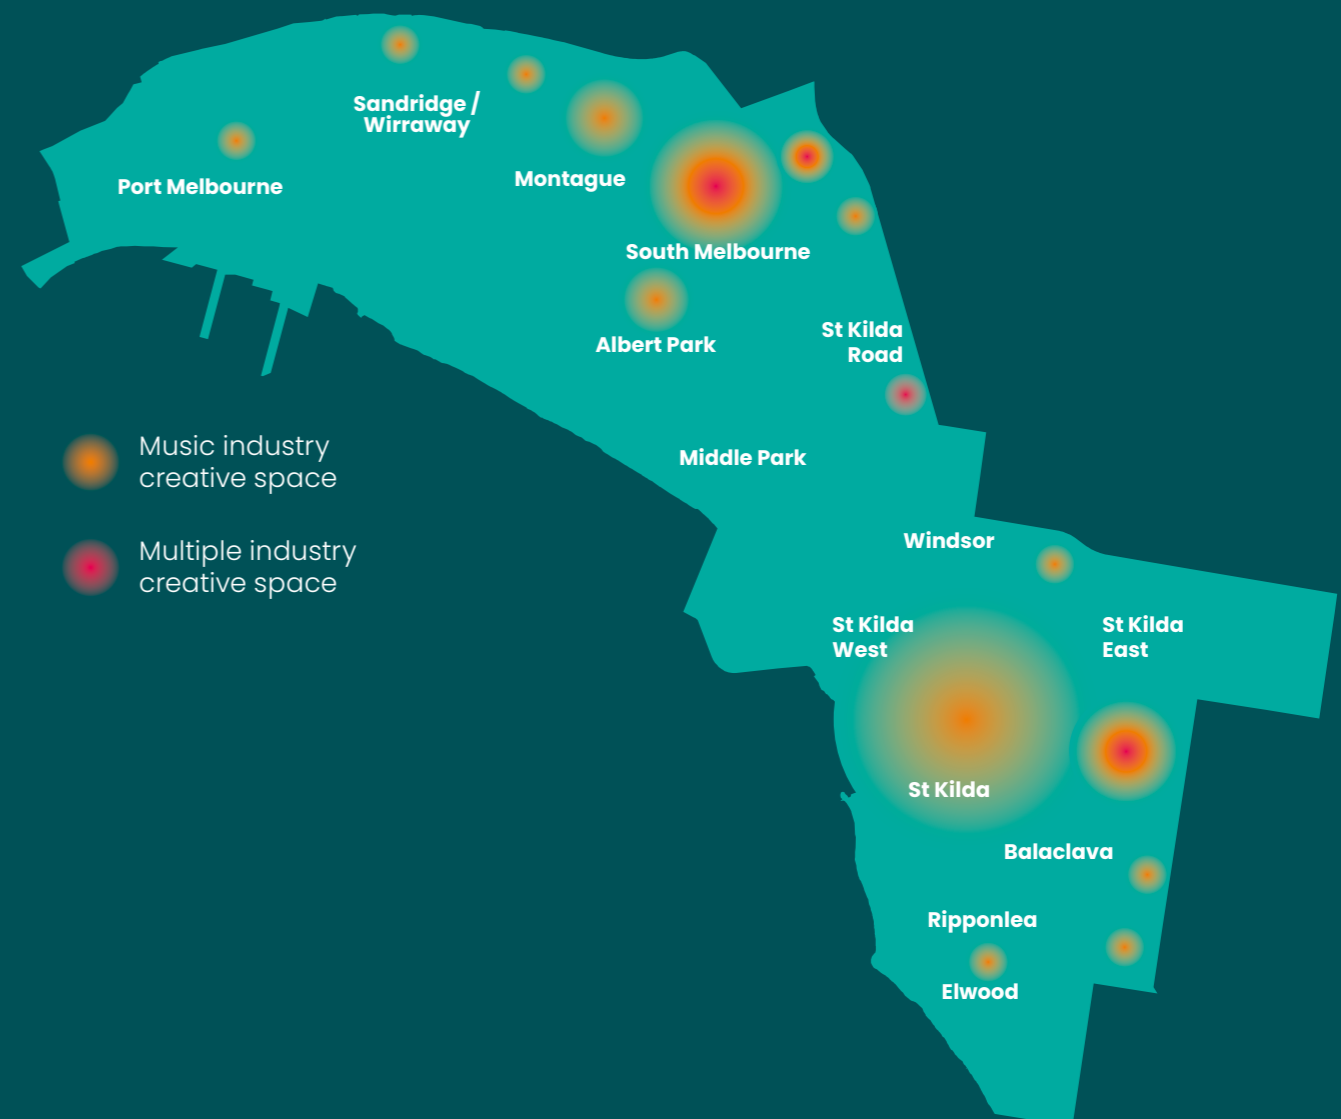 Sandridge /
Wirraway
Port Melbourne
Montague
South Melbourne
Albert Park
St Kilda
Road
Music industry
creative space
Middle Park
Multiple industry
creative space
Windsor
St Kilda
West
St Kilda
East
St Kilda
Balaclava
Ripponlea
Elwood